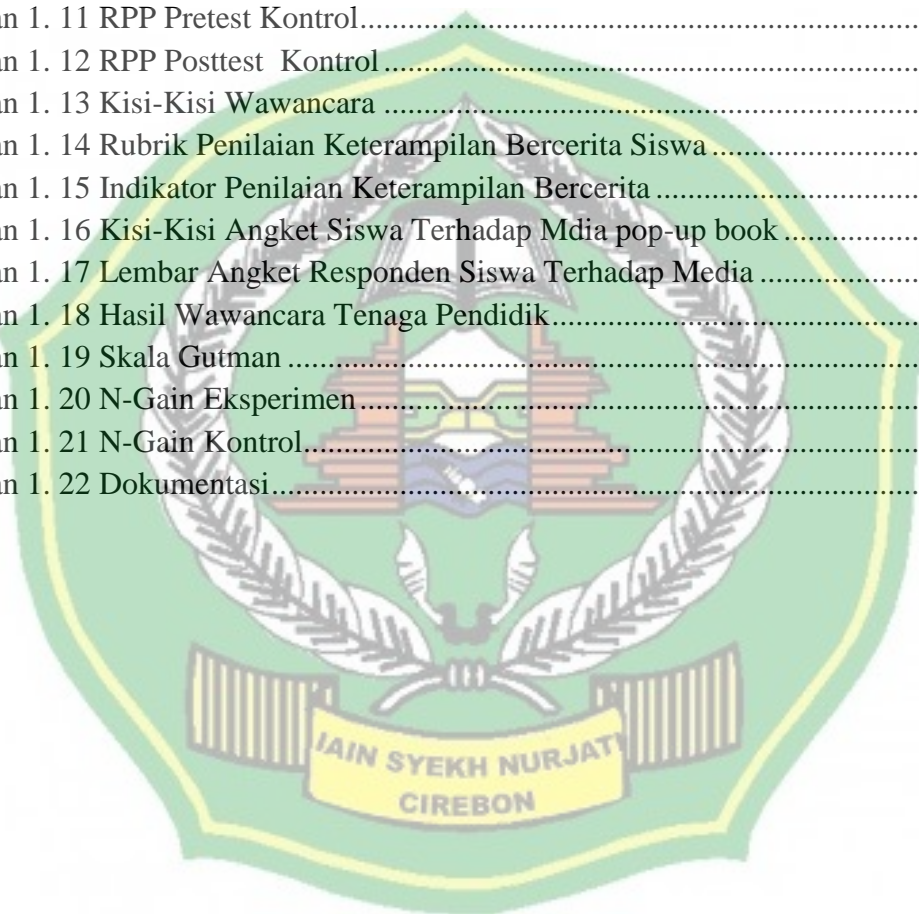 an 1. 11 RPP Pretest Kontrol
an 1. 12 RPP Posttest Kontrol
an 1. 13 Kisi-Kisi Wawancara
an 1. 14 Rubrik Penilaian Keterampilan Bercerita Siswa
an 1. 15 Indikator Penilaian Keterampilan Bercerita
an 1. 16 Kisi-Kisi Angket Siswa Terhadap Mdia pop-up book
an 1. 17 Lembar Angket Responden Siswa Terhadap Media
an 1. 18 Hasil Wawancara Tenaga Pendidik
an 1. 19 Skala Gutman
an 1. 20 N-Gain Eksperimen
an 1. 21 N-Gain Kontrol
an 1. 22 Dokumentasi
IAIN SYEKH NURJATI
CIREBON